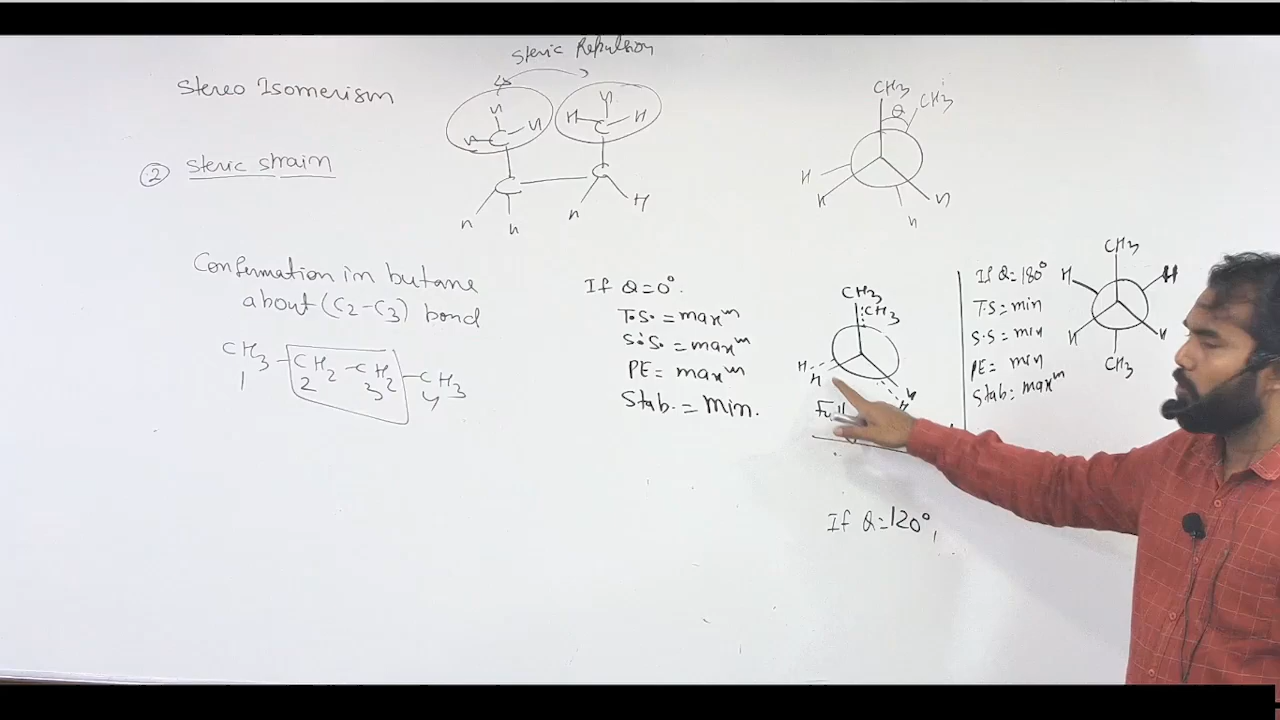 Steric Repulsion
Stereo Isomerism
② Steric strain
H H H H H
C C
C C
H H H H
CH3
θ CH3
H
H H
H
Conformation in butane
about (C2-C3) bond
CH3-CH2-CH2-CH3
1 2 3 4
If θ=0°.
T.S. = maxᵐ
S.S. = maxᵐ
PE = maxᵐ
Stab. = Min.
CH3
CH3
H
H H
H
If θ=180°
T.S = min
S.S = min
PE = min
Stab = maxᵐ
CH3
H H
H H
CH3
If θ=120°,